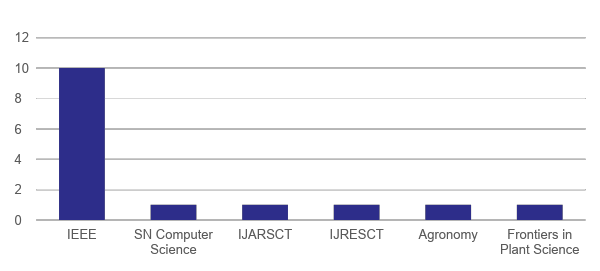 12
10
8
6
4
2
0
IEEE
SN Computer
Science
IJARSCT
IJRESCT
Agronomy
Frontiers in
Plant Science